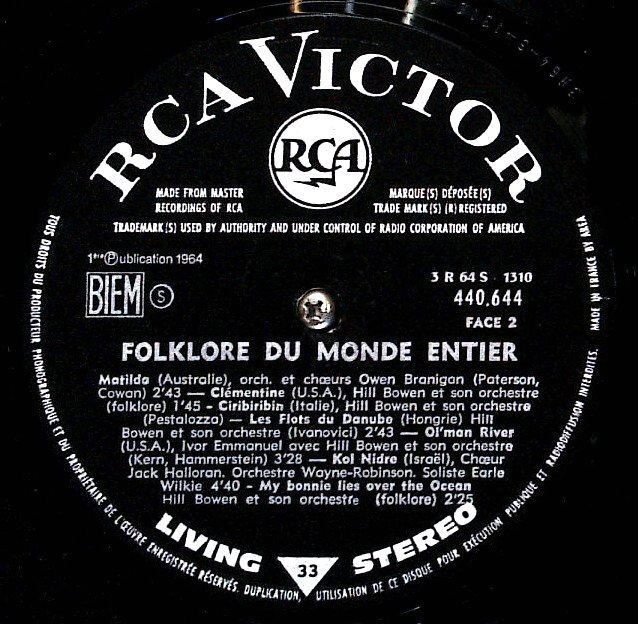 RCA VICTOR
RCA
MADE FROM MASTER
RECORDINGS OF RCA
MARQUE(S) DÉPOSÉE(S)
TRADE MARK(S) (R) REGISTERED
TRADEMARK(S) USED BY AUTHORITY AND UNDER CONTROL OF RADIO CORPORATION OF AMERICA
1re Ⓟublication 1964
BIEM Ⓢ
3 R 64 S - 1310
440.644
FACE 2
FOLKLORE DU MONDE ENTIER
Matilda (Australie), orch. et chœurs Owen Branigan (Paterson,
Cowan) 2'43 — Clémentine (U.S.A.), Hill Bowen et son orchestre
(folklore) 1'45 - Ciribiribin (Italie), Hill Bowen et son orchestre
(Pestalozza) — Les Flots du Danube (Hongrie) Hill
Bowen et son orchestre (Ivanovici) 2'43 — Ol'man River
(U.S.A.), Ivor Emmanuel avec Hill Bowen et son orchestre
(Kern, Hammerstein) 3'28 — Kol Nidre (Israël), Chœur
Jack Halloran. Orchestre Wayne-Robinson. Soliste Earle
Wilkie 4'40 - My bonnie lies over the Ocean
Hill Bowen et son orchestre (folklore) 2'25
LIVING 33 STEREO
TOUS DROITS DU PRODUCTEUR PHONOGRAPHIQUE ET DU PROPRIÉTAIRE DE L'ŒUVRE ENREGISTRÉE RÉSERVÉS. DUPLICATION, UTILISATION DE CE DISQUE POUR EXÉCUTION PUBLIQUE ET RADIODIFFUSION INTERDITES.
MADE IN FRANCE BY AREA